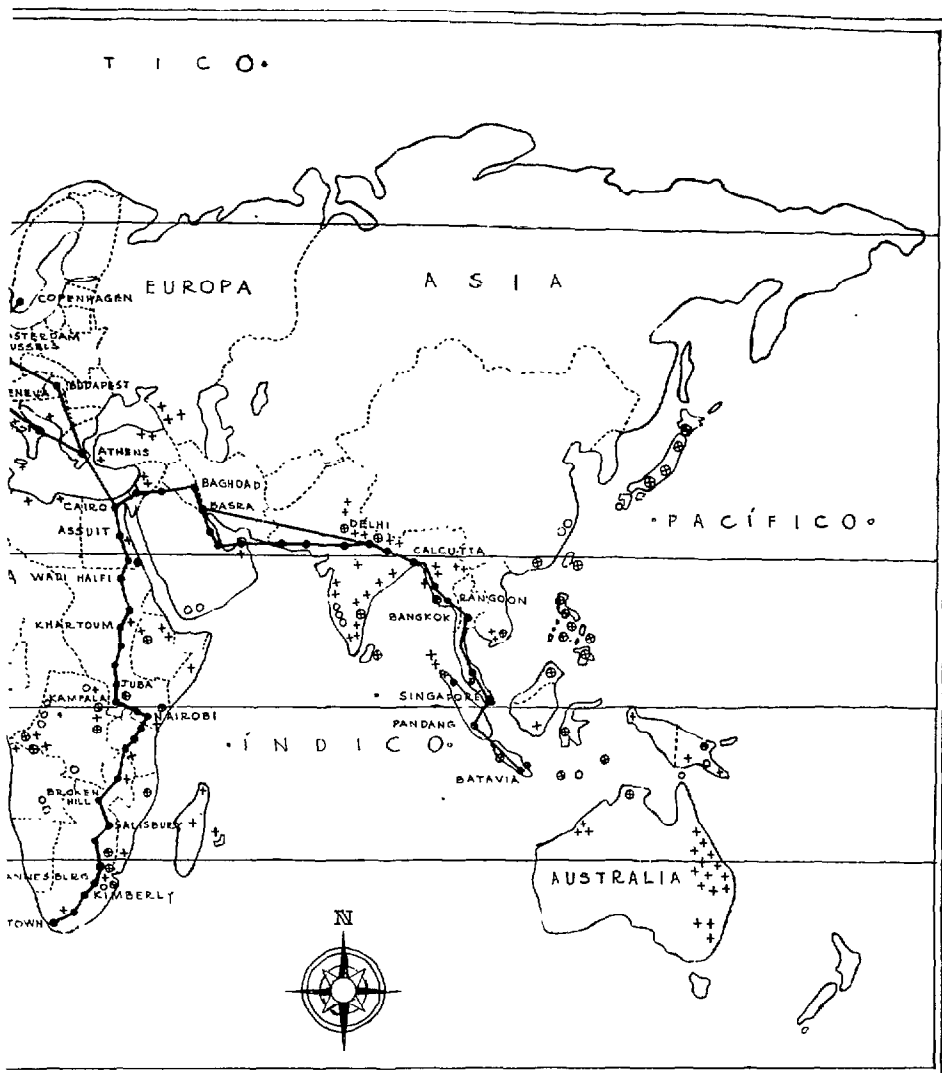 T I C O.
EUROPA
ASIA
COPENHAGEN
STERDAM
USSELS
BUDAPEST
ENEVA
ATHENS
BAGHDAD
CAIRO
BASRA
ASSUIT
DELHI
.PACÍFICO.
CALCUTTA
A WADI HALFI
RANGOON
BANGKOK
KHARTOUM
JUBA
KAMPALA
SINGAPORE
NAIROBI
PANDANG
.ÍNDICO.
BATAVIA
BROKEN
HILL
SALISBURY
ANNESBURG
AUSTRALIA
KIMBERLY
TOWN
N